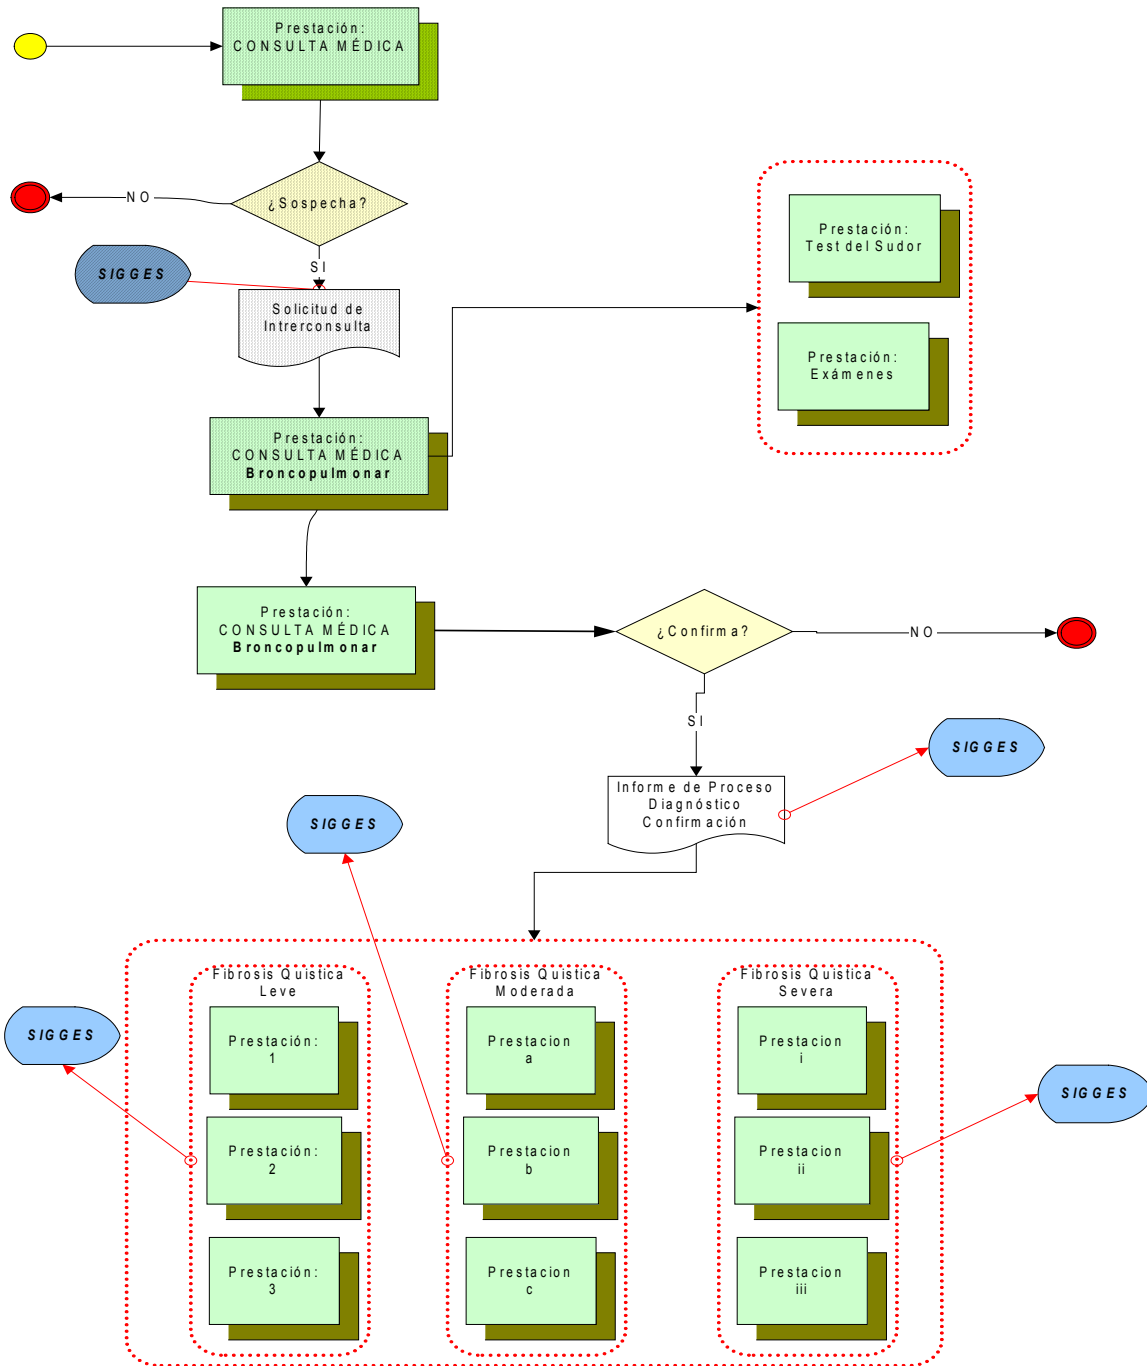 Prestación:
CONSULTA MÉDICA
¿Sospecha?
NO
SI
SIGGES
Solicitud de
Intrerconsulta
Prestación:
Test del Sudor
Prestación:
Exámenes
Prestación:
CONSULTA MÉDICA
Broncopulmonar
Prestación:
CONSULTA MÉDICA
Broncopulmonar
¿Confirma?
NO
SI
SIGGES
Informe de Proceso
Diagnóstico
Confirmación
SIGGES
Fibrosis Quistica
Leve
Prestación:
1
Prestación:
2
Prestación:
3
SIGGES
Fibrosis Quistica
Moderada
Prestacion
a
Prestacion
b
Prestacion
c
Fibrosis Quistica
Severa
Prestacion
i
Prestacion
ii
Prestacion
iii
SIGGES